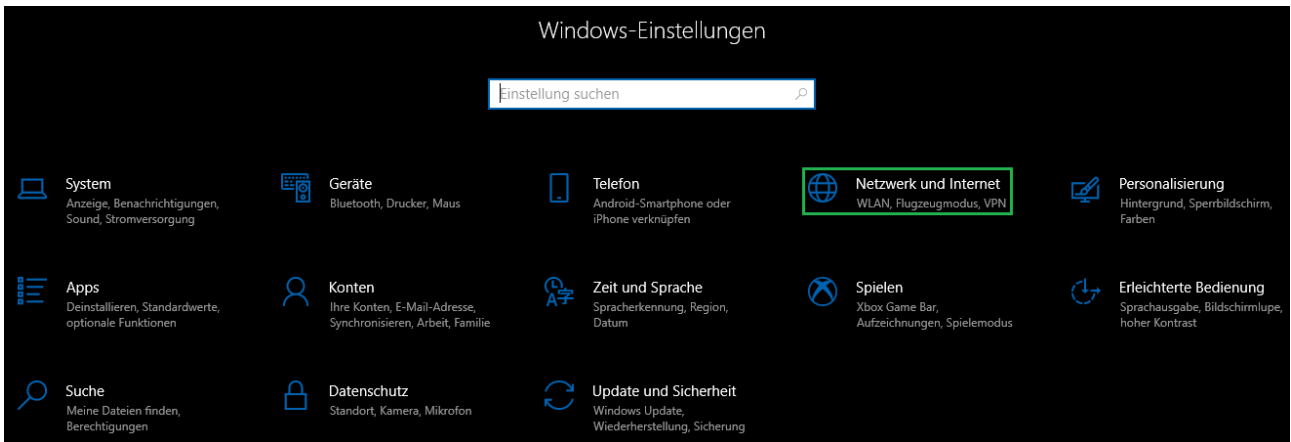 Windows-Einstellungen
Einstellung suchen
System
Anzeige, Benachrichtigungen,
Sound, Stromversorgung
Geräte
Bluetooth, Drucker, Maus
Telefon
Android-Smartphone oder
iPhone verknüpfen
Netzwerk und Internet
WLAN, Flugzeugmodus, VPN
Personalisierung
Hintergrund, Sperrbildschirm,
Farben
Apps
Deinstallieren, Standardwerte,
optionale Funktionen
Konten
Ihre Konten, E-Mail-Adresse,
Synchronisieren, Arbeit, Familie
Zeit und Sprache
Spracherkennung, Region,
Datum
Spielen
Xbox Game Bar,
Aufzeichnungen, Spielemodus
Erleichterte Bedienung
Sprachausgabe, Bildschirmlupe,
hoher Kontrast
Suche
Meine Dateien finden,
Berechtigungen
Datenschutz
Standort, Kamera, Mikrofon
Update und Sicherheit
Windows Update,
Wiederherstellung, Sicherung